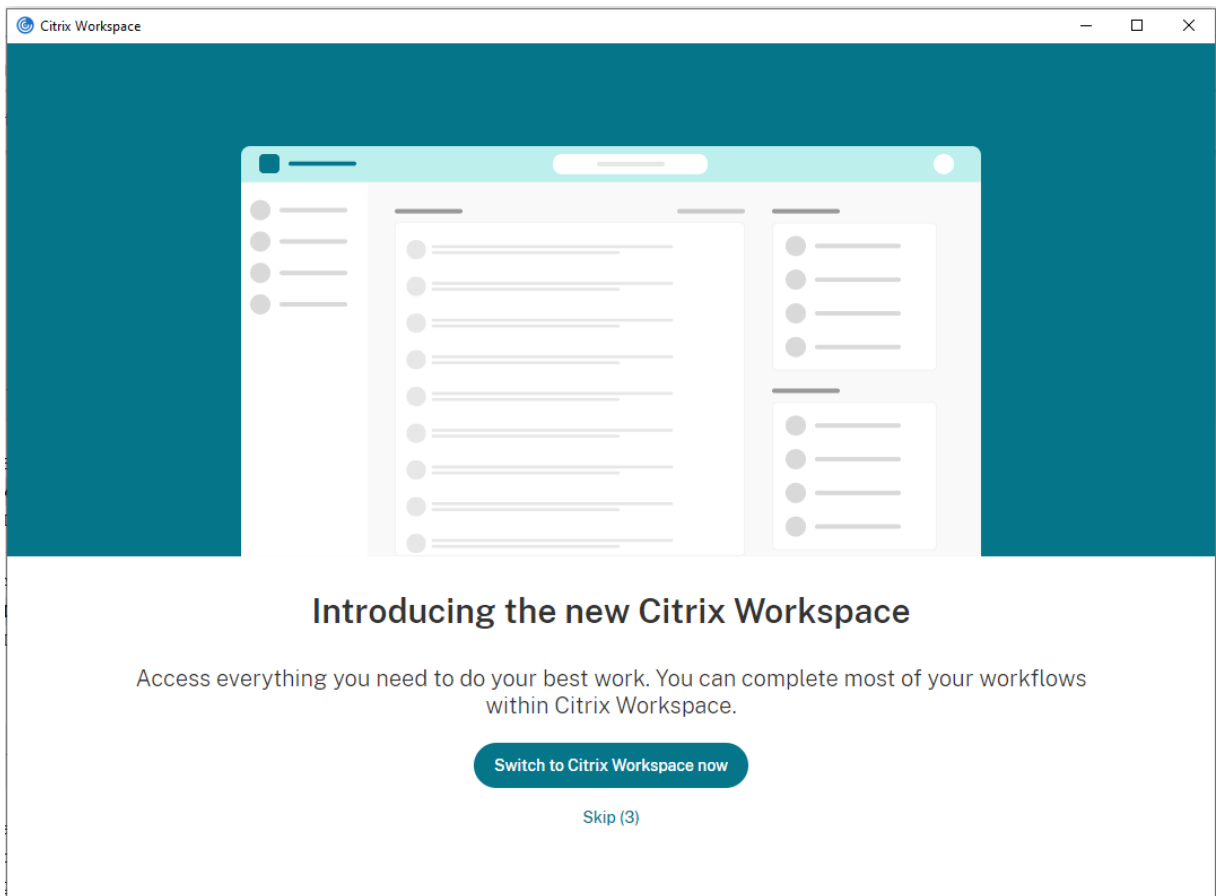 Citrix Workspace
Introducing the new Citrix Workspace
Access everything you need to do your best work. You can complete most of your workflows
within Citrix Workspace.
Switch to Citrix Workspace now
Skip (3)